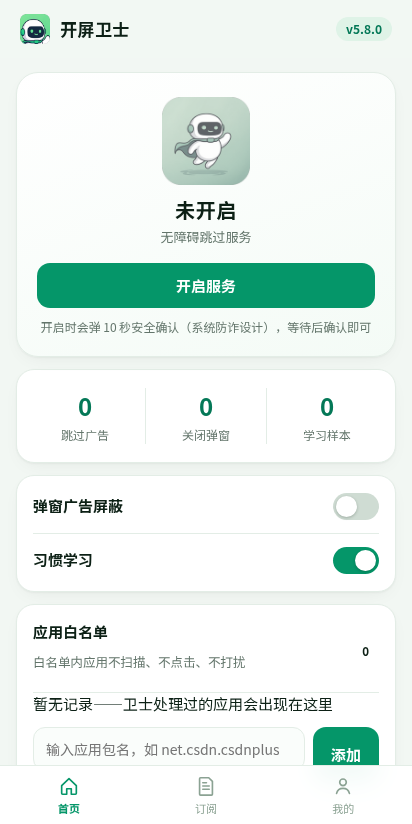 开屏卫士
v5.8.0
未开启
无障碍跳过服务
开启服务
开启时会弹 10 秒安全确认（系统防诈设计），等待后确认即可
0
0
0
跳过广告
关闭弹窗
学习样本
弹窗广告屏蔽
习惯学习
应用白名单
白名单内应用不扫描、不点击、不打扰
0
暂无记录——卫士处理过的应用会出现在这里
输入应用包名，如 net.csdn.csdnplus
添加
首页
订阅
我的